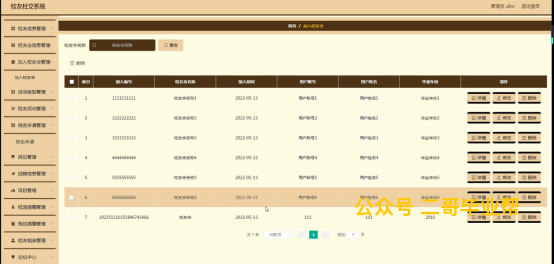 校友社交系统
管理员 abo 退出登录
首页 / 加入校友会
校友信息管理
校友会信息管理
加入校友会管理
加入校友会
活动类型管理
校友活动管理
报名申请管理
报名申请
岗位管理
招聘信息管理
项目管理
校友捐赠管理
我的捐赠管理
校友相册管理
论坛中心
校友会名称 校友会名称 查询
删除
索引 加入编号 校友会名称 加入时间 用户账号 用户姓名 毕业年份 操作
1 1111111111 校友会名称1 2022-05-13 用户账号1 用户姓名1 毕业年份1 详情 修改 删除
2 2222222222 校友会名称2 2022-05-13 用户账号2 用户姓名2 毕业年份2 详情 修改 删除
3 3333333333 校友会名称3 2022-05-13 用户账号3 用户姓名3 毕业年份3 详情 修改 删除
4 4444444444 校友会名称4 2022-05-13 用户账号4 用户姓名4 毕业年份4 详情 修改 删除
5 5555555555 校友会名称5 2022-05-13 用户账号5 用户姓名5 毕业年份5 详情 修改 删除
6 6666666666 校友会名称6 2022-05-13 用户账号6 用户姓名6 毕业年份6 详情 修改 删除
7 校友会 2022-05-13 111 111 2010 详情 修改 删除
公众号 二哥毕业帮
共 7 条 10条/页 1 前往 1 页